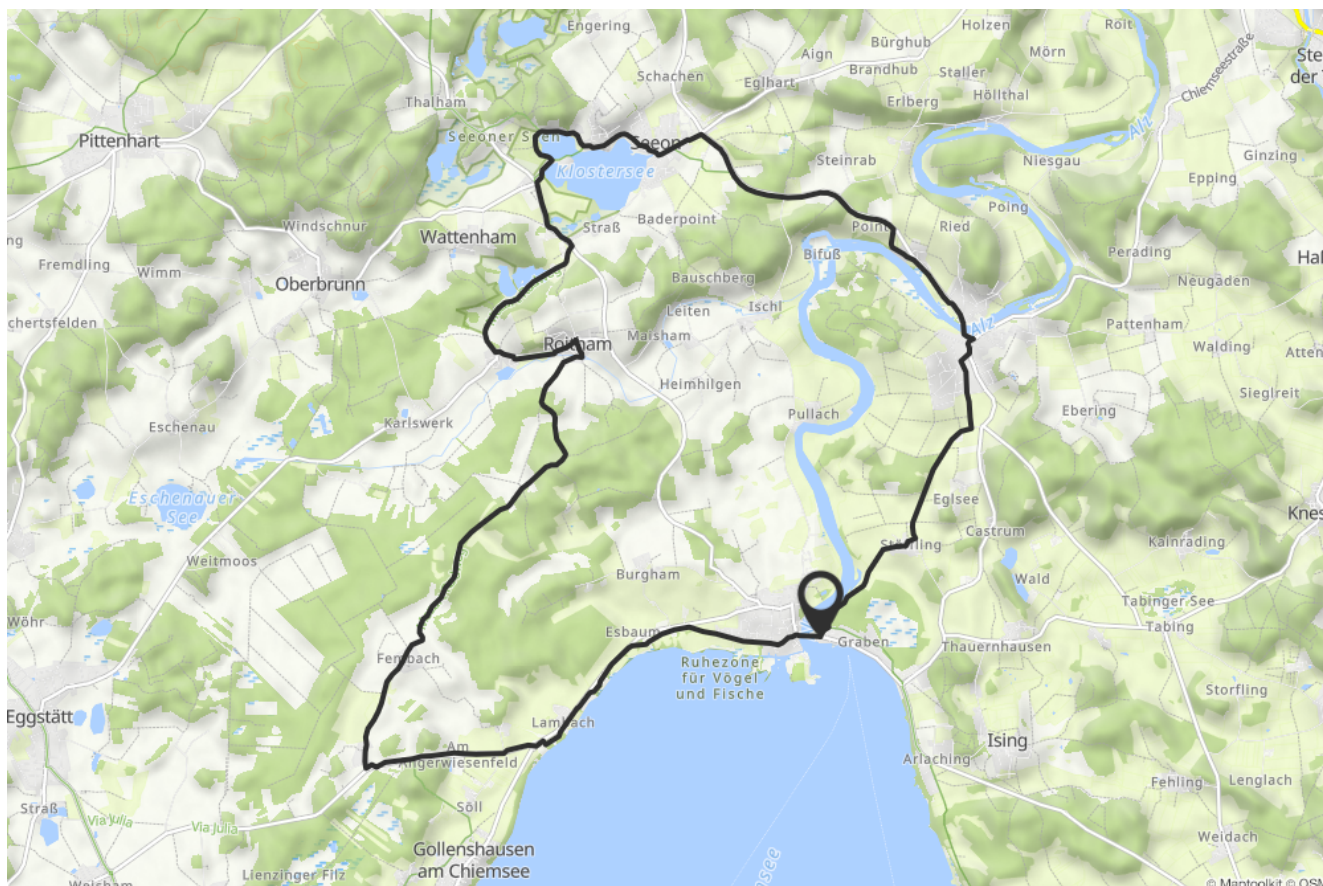 Engering
Holzen
Roit
Aign
Bürghub
Mörn
Schachen
Eglhart
Brandhub
Staller
Ste
der
Chiemseestraße
Thalham
Erlberg
Höllthal
Alz
Pittenhart
Seeoner
Seeon
Steinrab
Niesgau
Ginzing
Klostersee
Epping
Windschnur
Baderpoint
Poing
Straß
Wattenham
Ried
Bifuß
Perading
Fremdling
Wimm
Oberbrunn
Bauschberg
Neugäden
Leiten
Ischl
chertsfelden
Alz
Pattenham
Roitham
Maisham
Walding
Atten
Heimhilgen
Sieglreit
Karlswerk
Pullach
Ebering
Eschenau
Eschenauer
See
Eglsee
Knes
Castrum
Kainrading
Weitmoos
Burgham
Wald
Wöhr
Tabinger See
Esbaum
Graben
Tabing
Thauernhausen
Ruhezone
für Vögel
und Fische
Storfling
Eggstätt
Lambach
Ising
Am
Angerwiesenfeld
Arlaching
Fehling
Lenglach
Straß
Söll
Via Julia
Via Julia
Weidach
Gollenshausen
am Chiemsee
Lienzinger Filz
© Maptoolkit © OSM